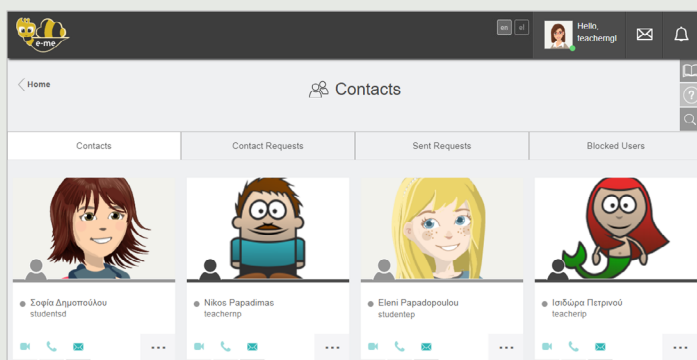 e-me
en el
Hello,
teacherngl
Home
Contacts
Contacts Contact Requests Sent Requests Blocked Users
Σοφία Δημοπούλου
studentsd
Nikos Papadimas
teachernp
Eleni Papadopoulou
studentep
Ισιδώρα Πετρινού
teacherip